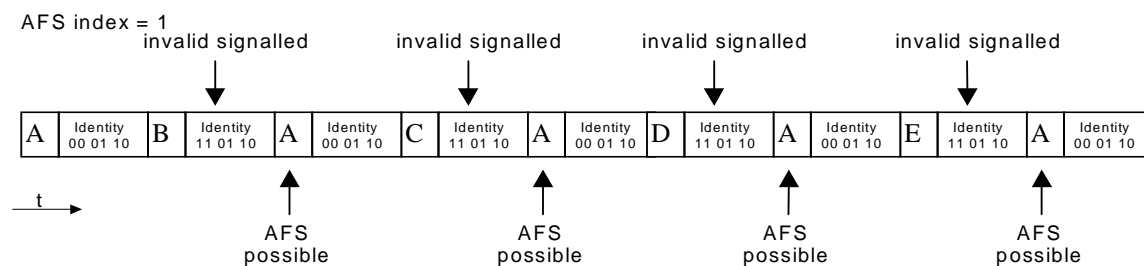 AFS index = 1
invalid signalled invalid signalled invalid signalled invalid signalled
A Identity B Identity A Identity C Identity A Identity D Identity A Identity E Identity A Identity
00 01 10 11 01 10 00 01 10 11 01 10 00 01 10 11 01 10 00 01 10 11 01 10 00 01 10
t
AFS AFS AFS AFS
possible possible possible possible